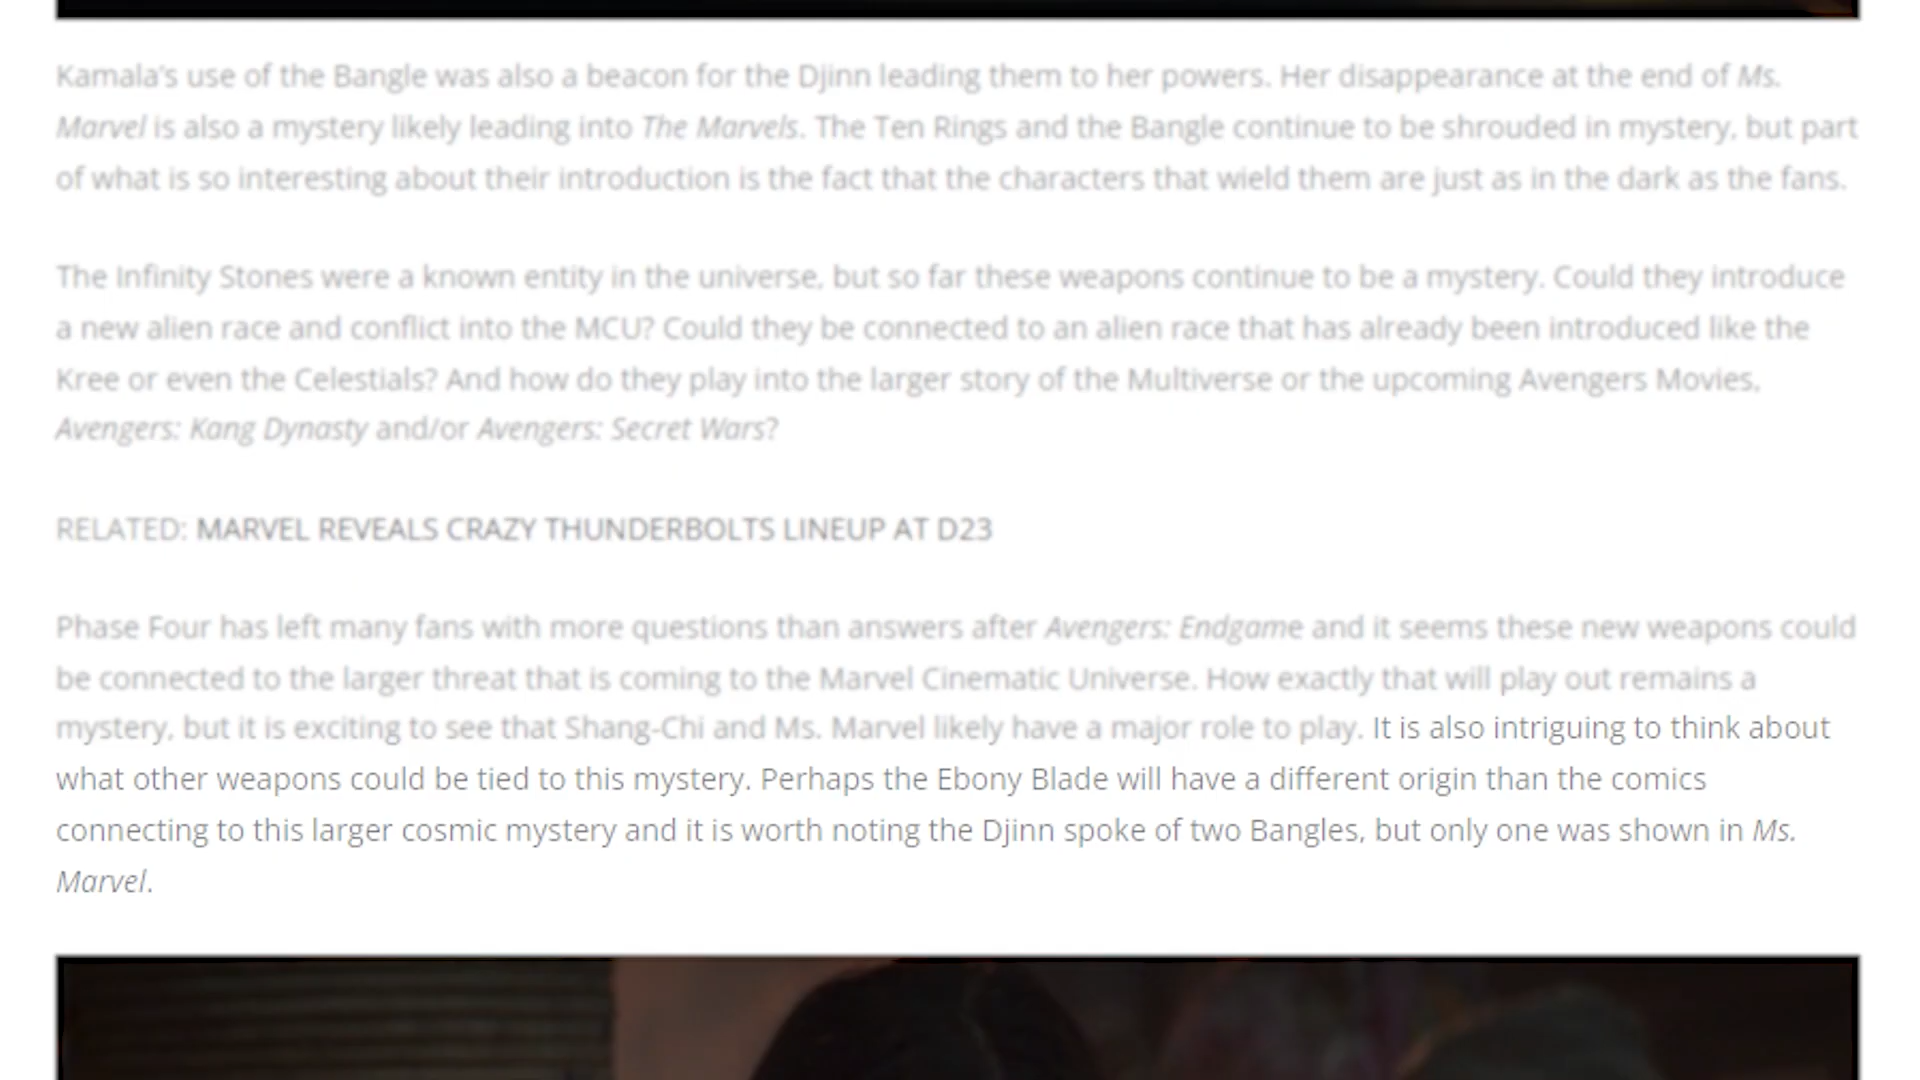 Kamala's use of the Bangle was also a beacon for the Djinn leading them to her powers. Her disappearance at the end of Ms.
Marvel is also a mystery likely leading into The Marvels. The Ten Rings and the Bangle continue to be shrouded in mystery, but part
of what is so interesting about their introduction is the fact that the characters that wield them are just as in the dark as the fans.
The Infinity Stones were a known entity in the universe, but so far these weapons continue to be a mystery. Could they introduce
a new alien race and conflict into the MCU? Could they be connected to an alien race that has already been introduced like the
Kree or even the Celestials? And how do they play into the larger story of the Multiverse or the upcoming Avengers Movies,
Avengers: Kang Dynasty and/or Avengers: Secret Wars?
RELATED: MARVEL REVEALS CRAZY THUNDERBOLTS LINEUP AT D23
Phase Four has left many fans with more questions than answers after Avengers: Endgame and it seems these new weapons could
be connected to the larger threat that is coming to the Marvel Cinematic Universe. How exactly that will play out remains a
mystery, but it is exciting to see that Shang-Chi and Ms. Marvel likely have a major role to play. It is also intriguing to think about
what other weapons could be tied to this mystery. Perhaps the Ebony Blade will have a different origin than the comics
connecting to this larger cosmic mystery and it is worth noting the Djinn spoke of two Bangles, but only one was shown in Ms.
Marvel.